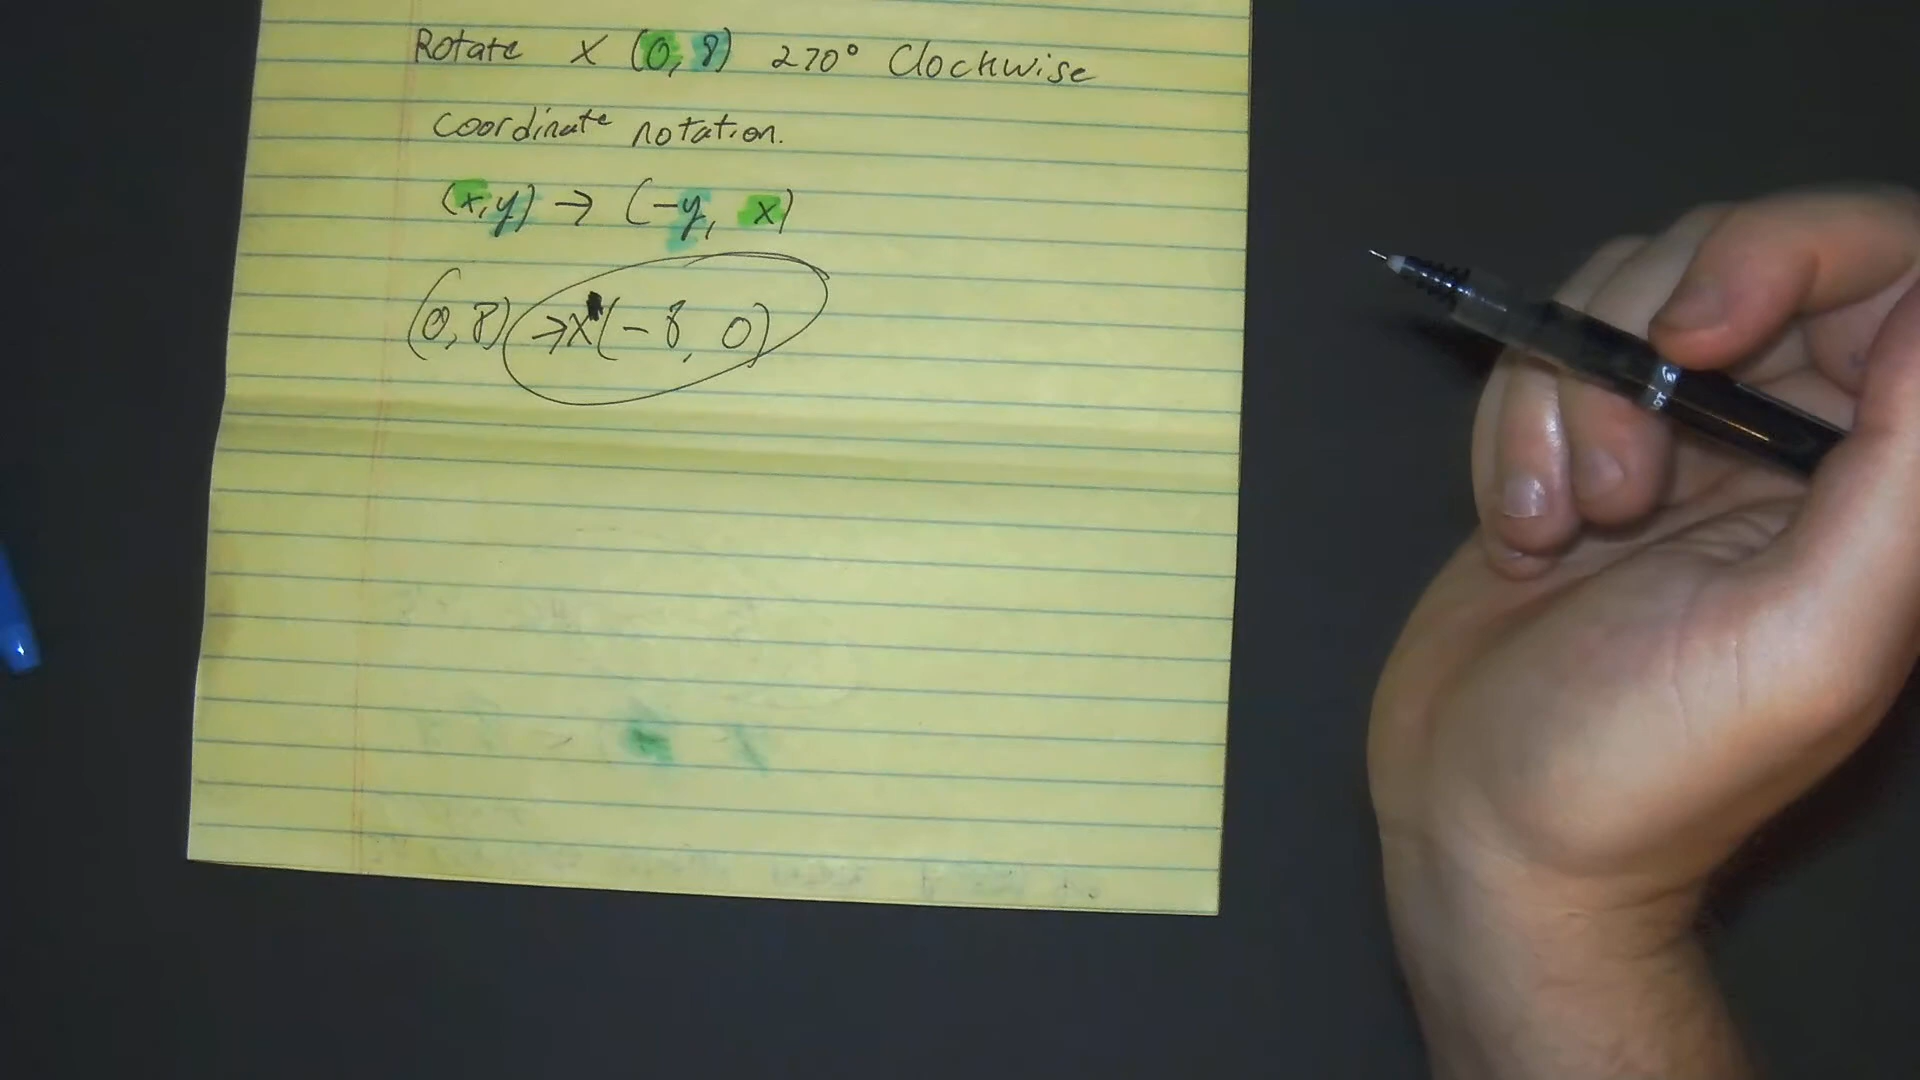 Rotate X (0, 8) 270° Clockwise
coordinate notation.
(x,y) → (-y, x)
(0,8) → X'(-8, 0)